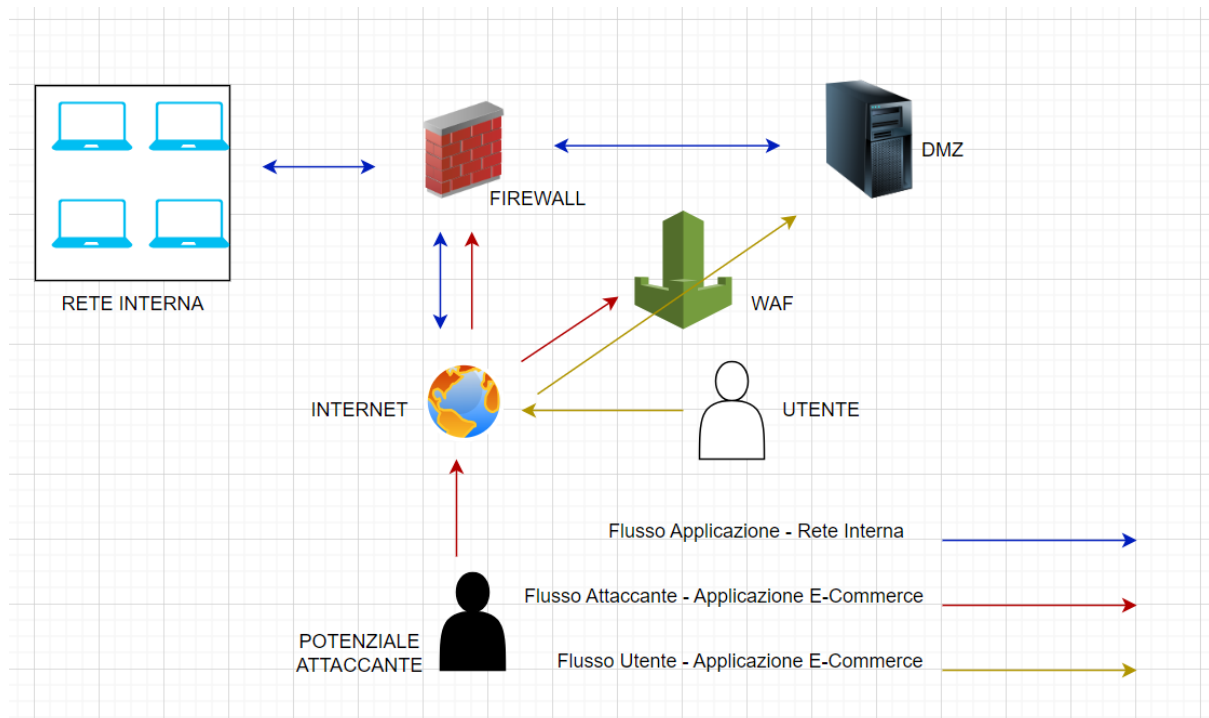 DMZ
FIREWALL
RETE INTERNA
WAF
INTERNET
UTENTE
Flusso Applicazione - Rete Interna
Flusso Attaccante - Applicazione E-Commerce
POTENZIALE
ATTACCANTE
Flusso Utente - Applicazione E-Commerce